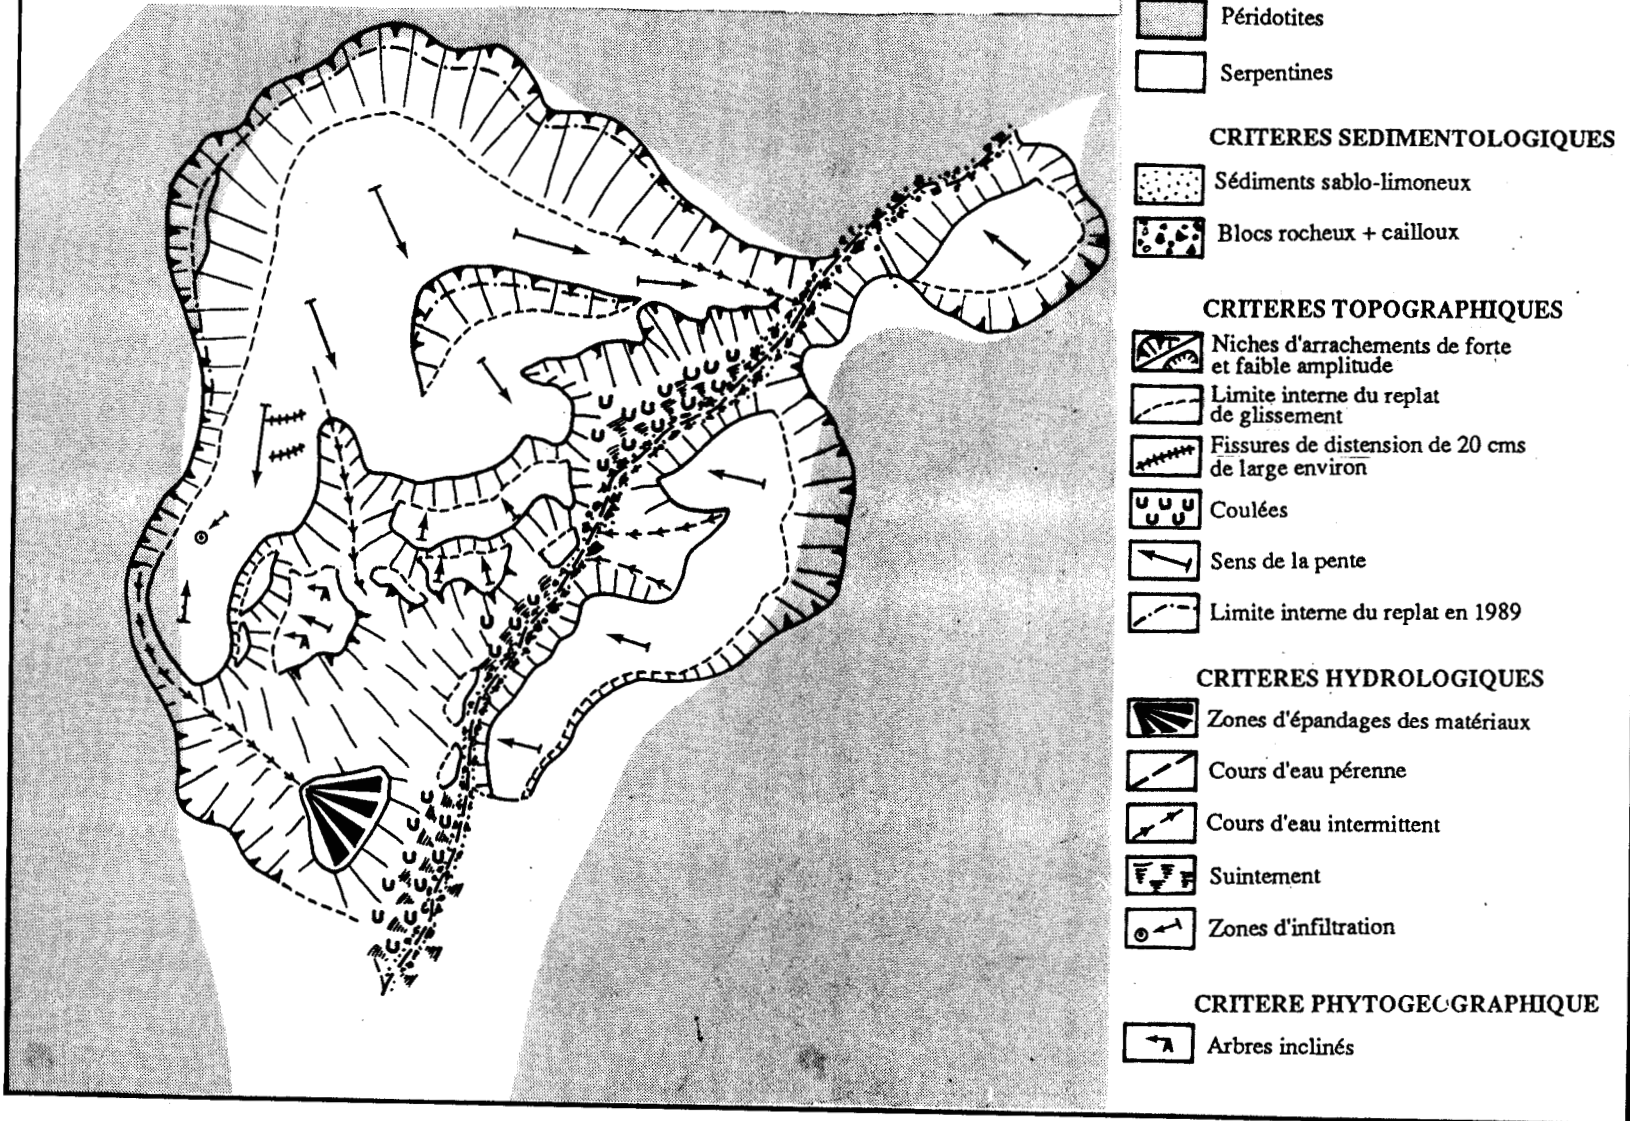 Péridotites
Serpentines
CRITERES SEDIMENTOLOGIQUES
Sédiments sablo-limoneux
Blocs rocheux + cailloux
CRITERES TOPOGRAPHIQUES
Niches d'arrachements de forte
et faible amplitude
Limite interne du replat
de glissement
Fissures de distension de 20 cms
de large environ
Coulées
Sens de la pente
Limite interne du replat en 1989
CRITERES HYDROLOGIQUES
Zones d'épandages des matériaux
Cours d'eau pérenne
Cours d'eau intermittent
Suintement
Zones d'infiltration
CRITERE PHYTOGEOGRAPHIQUE
Arbres inclinés